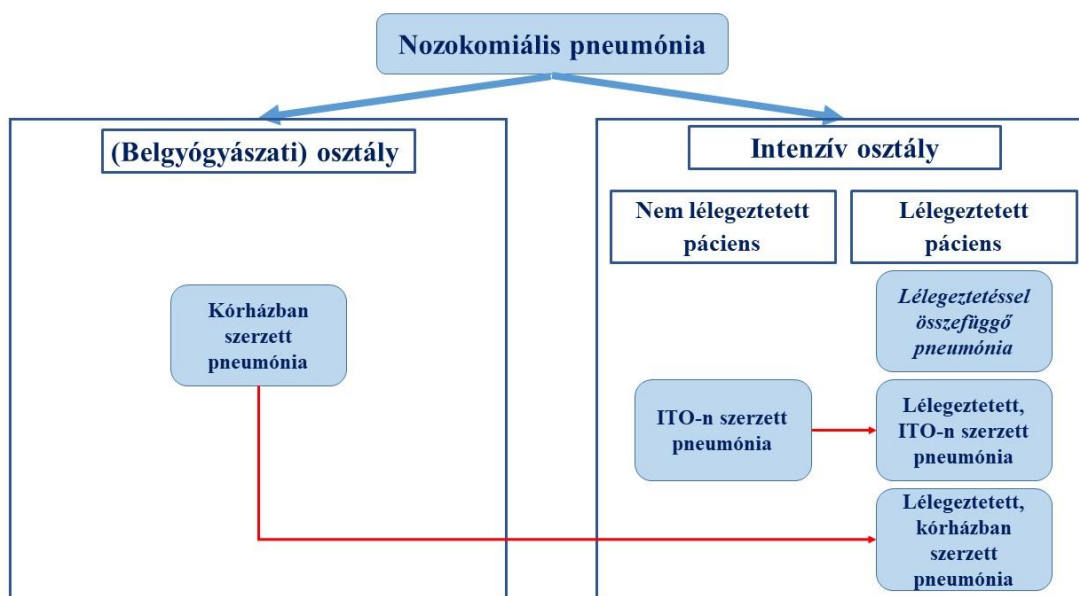 Nozokomiális pneumónia
(Belgyógyászati) osztály
Kórházban
szerzett
pneumónia
Intenzív osztály
Nem lélegeztetett
páciens
Lélegeztetett
páciens
Lélegeztetéssel
összefüggő
pneumónia
ITO-n szerzett
pneumónia
Lélegeztetett,
ITO-n szerzett
pneumónia
Lélegeztetett,
kórházban
szerzett
pneumónia